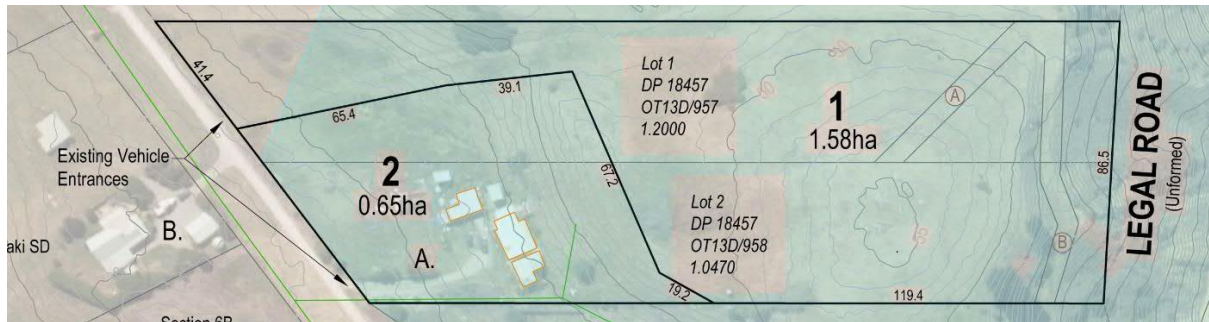 41.4
65.4
39.1
Existing Vehicle
Entrances
2
0.65ha
A.
B.
aki SD
67.2
Lot 1
DP 18457
OT13D/957
1.2000
1
1.58ha
A
Lot 2
DP 18457
OT13D/958
1.0470
B
86.5
LEGAL ROAD
(Unformed)
19.2
119.4